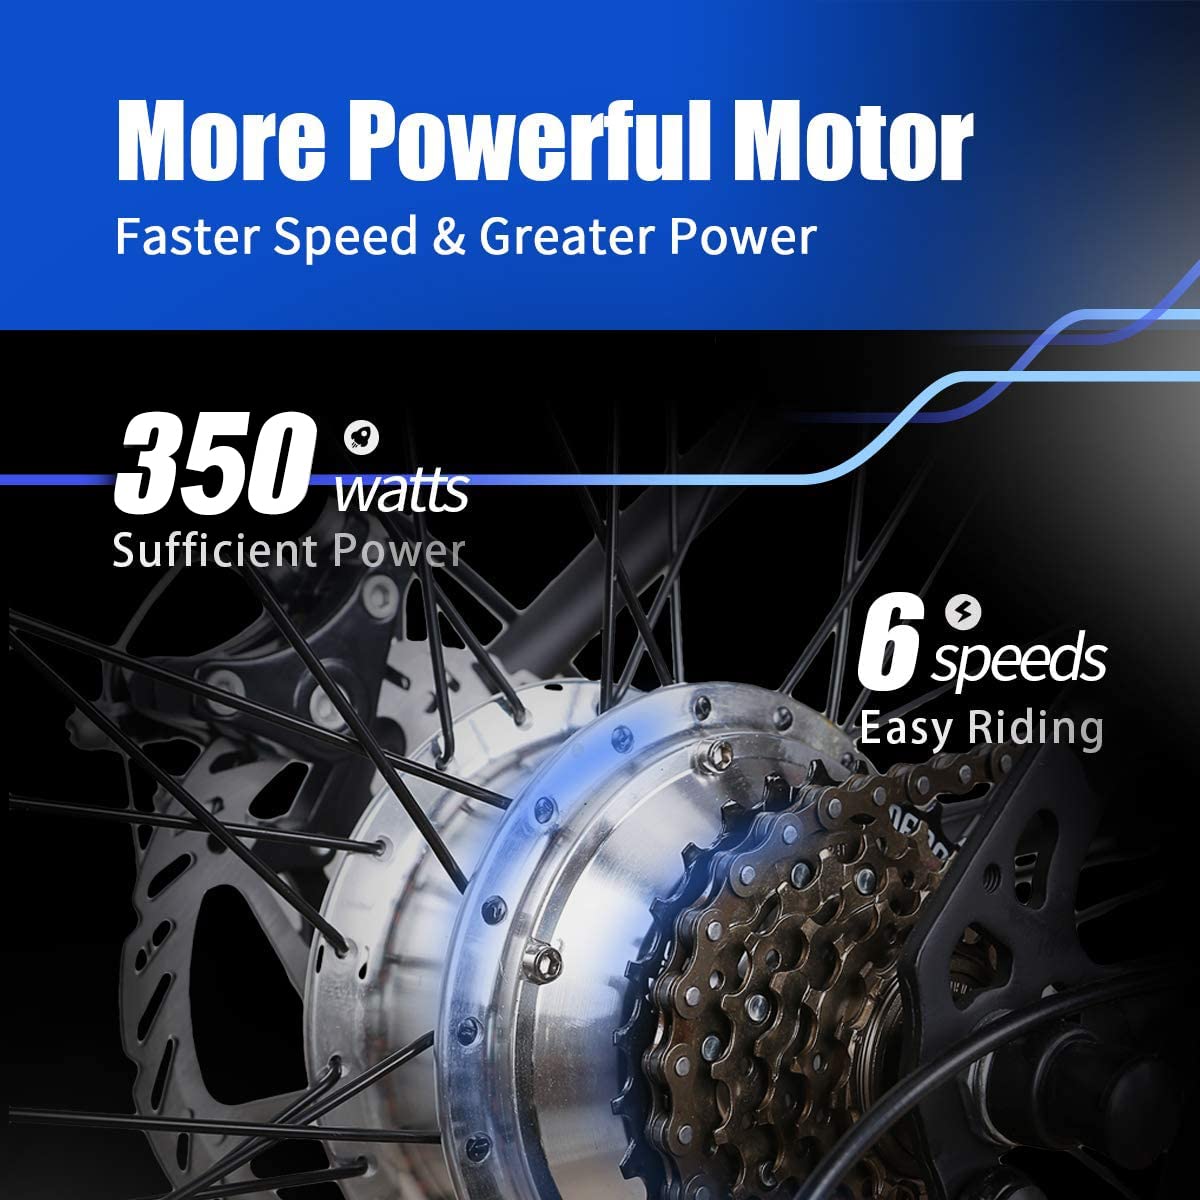 More Powerful Motor
Faster Speed & Greater Power
350 watts
Sufficient Power
6 speeds
Easy Riding